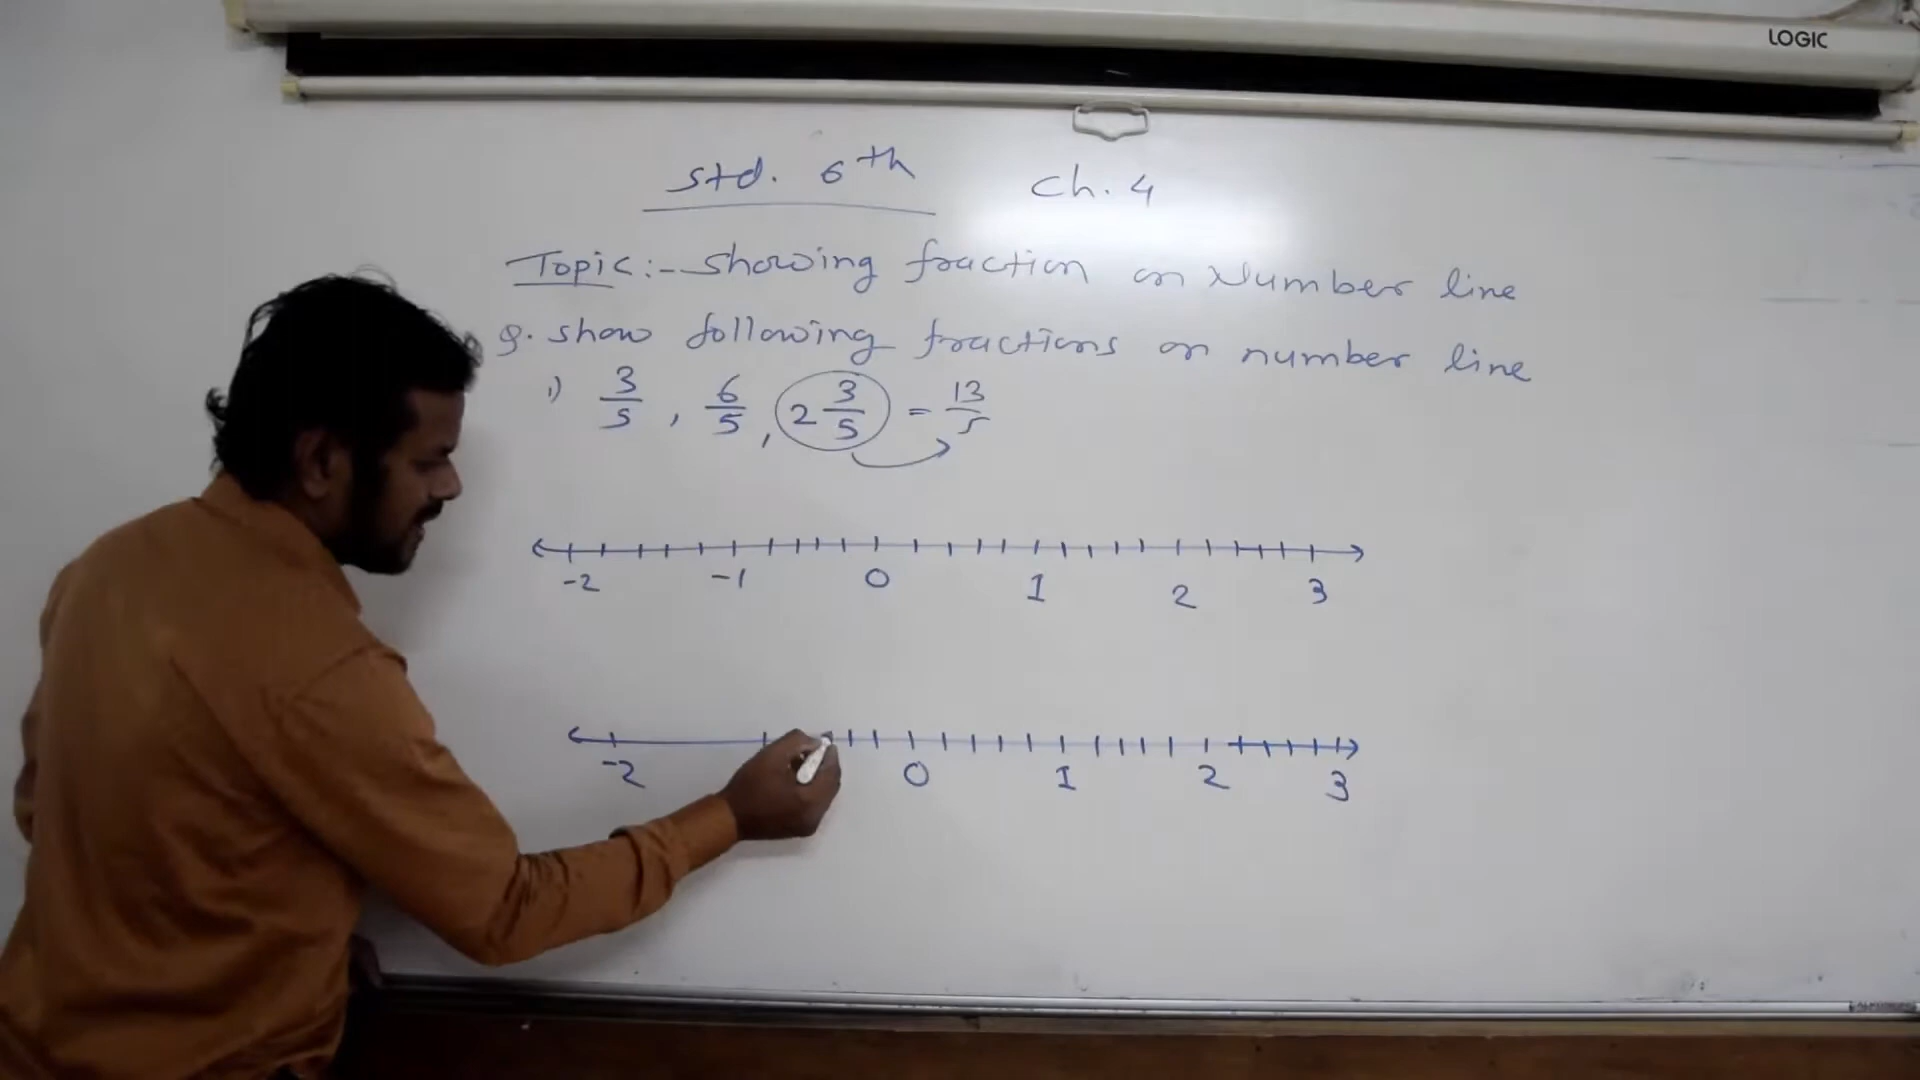 LOGIC
Std. 6th Ch. 4
Topic:- Showing fraction on Number line
Q. show following fractions on number line
1) 3/5 , 6/5 , 2 3/5 = 13/5
-2 -1 0 1 2 3
-2 0 1 2 3